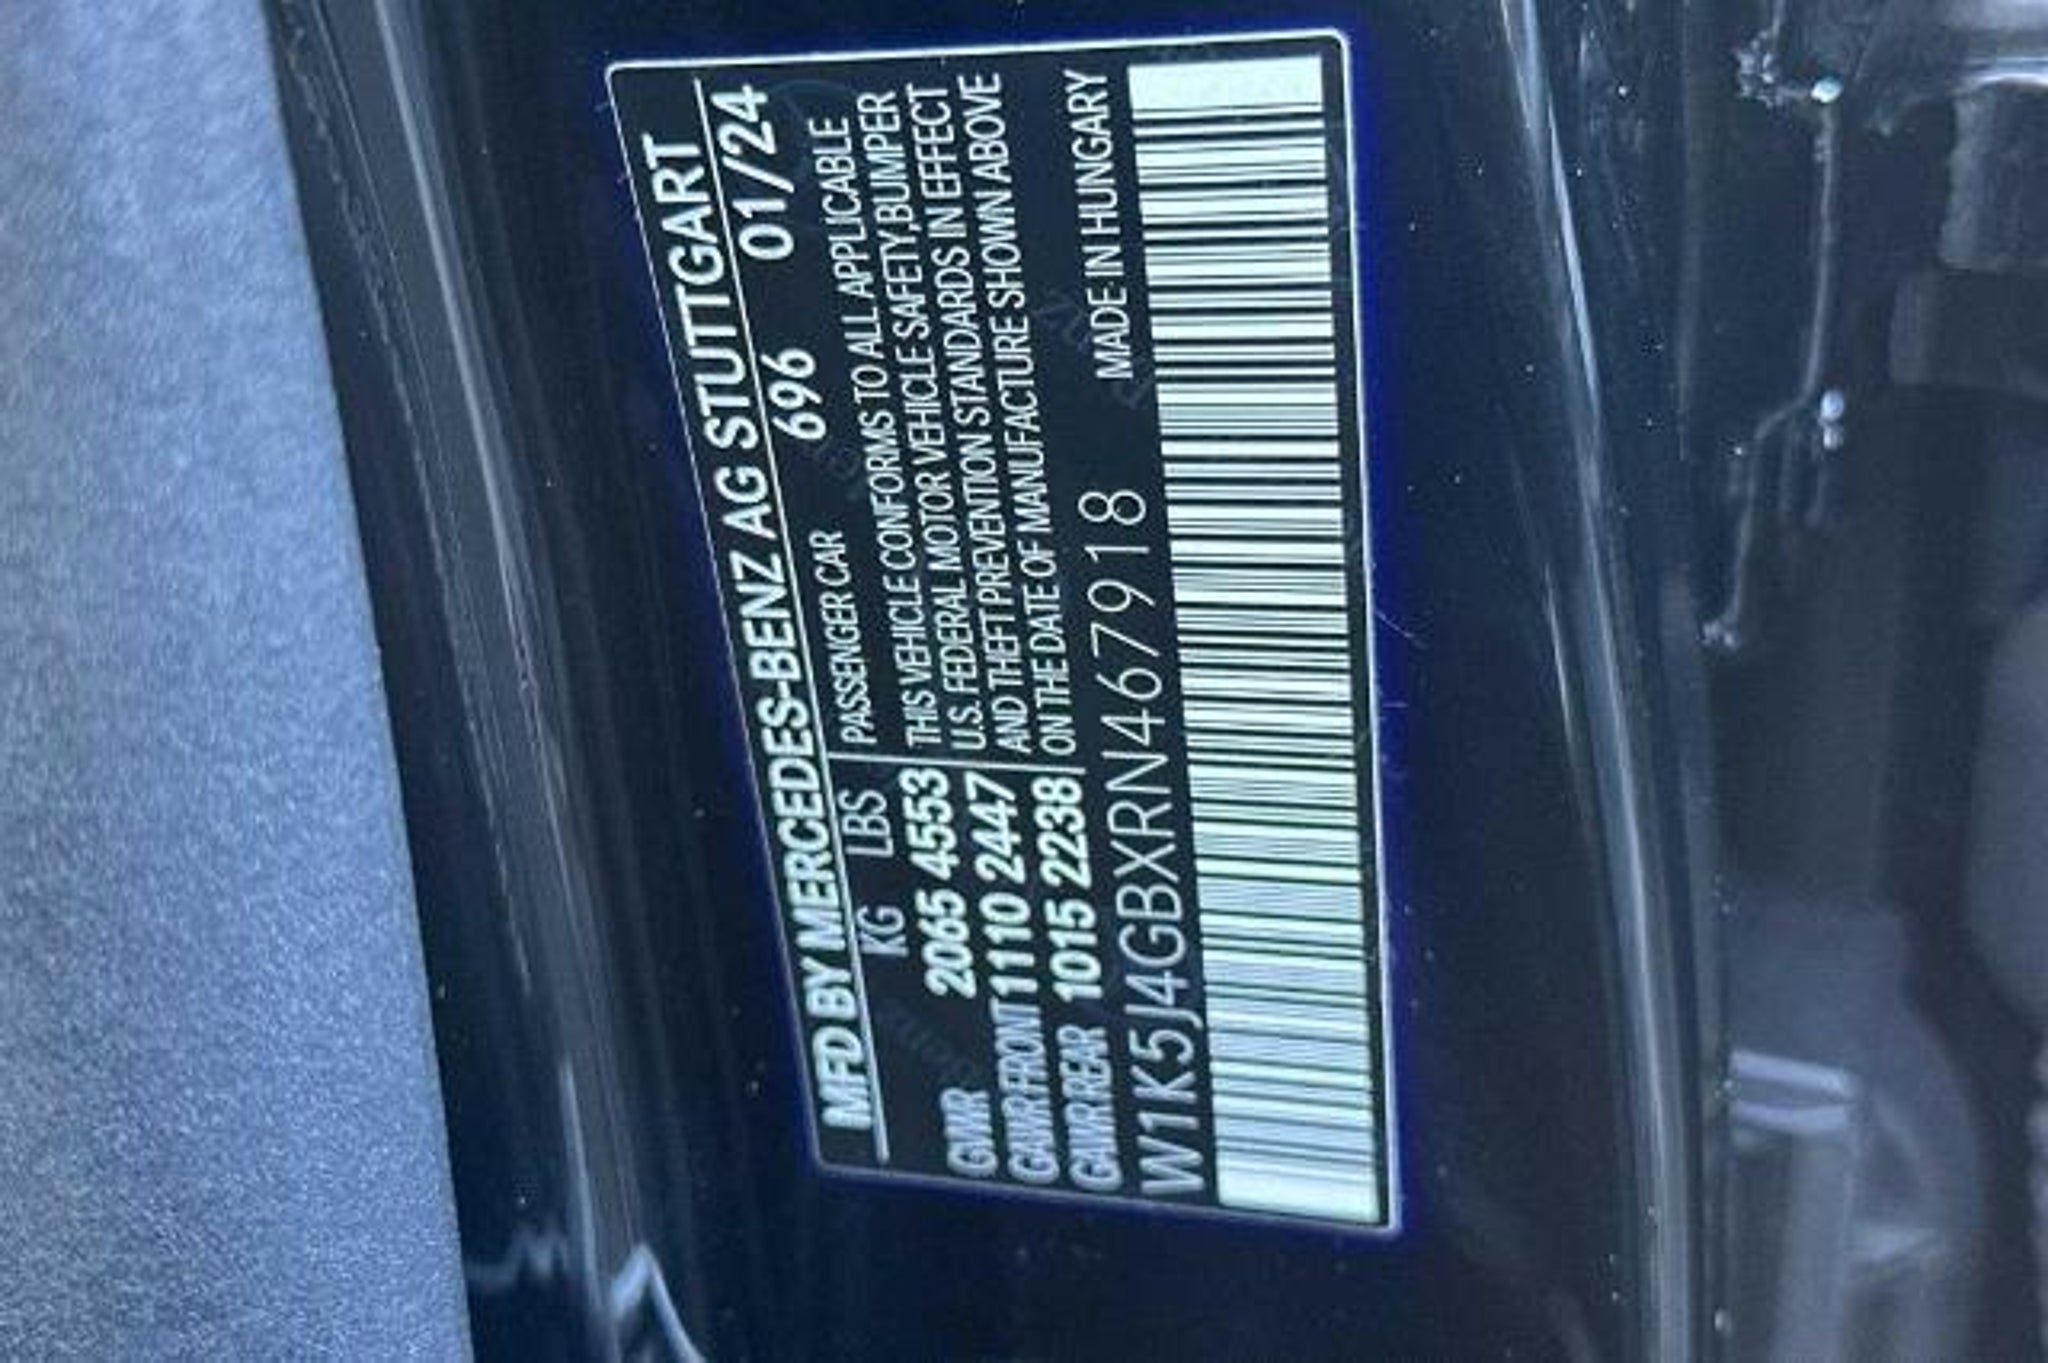 MFD BY MERCEDES-BENZ AG STUTTGART
KG LBS PASSENGER CAR 696 01/24
GVWR 2065 4553
GAWR FRONT 1110 2447
GAWR REAR 1015 2238
THIS VEHICLE CONFORMS TO ALL APPLICABLE
U.S. FEDERAL MOTOR VEHICLE SAFETY, BUMPER
AND THEFT PREVENTION STANDARDS IN EFFECT
ON THE DATE OF MANUFACTURE SHOWN ABOVE
W1K5J4GBXRN467918 MADE IN HUNGARY